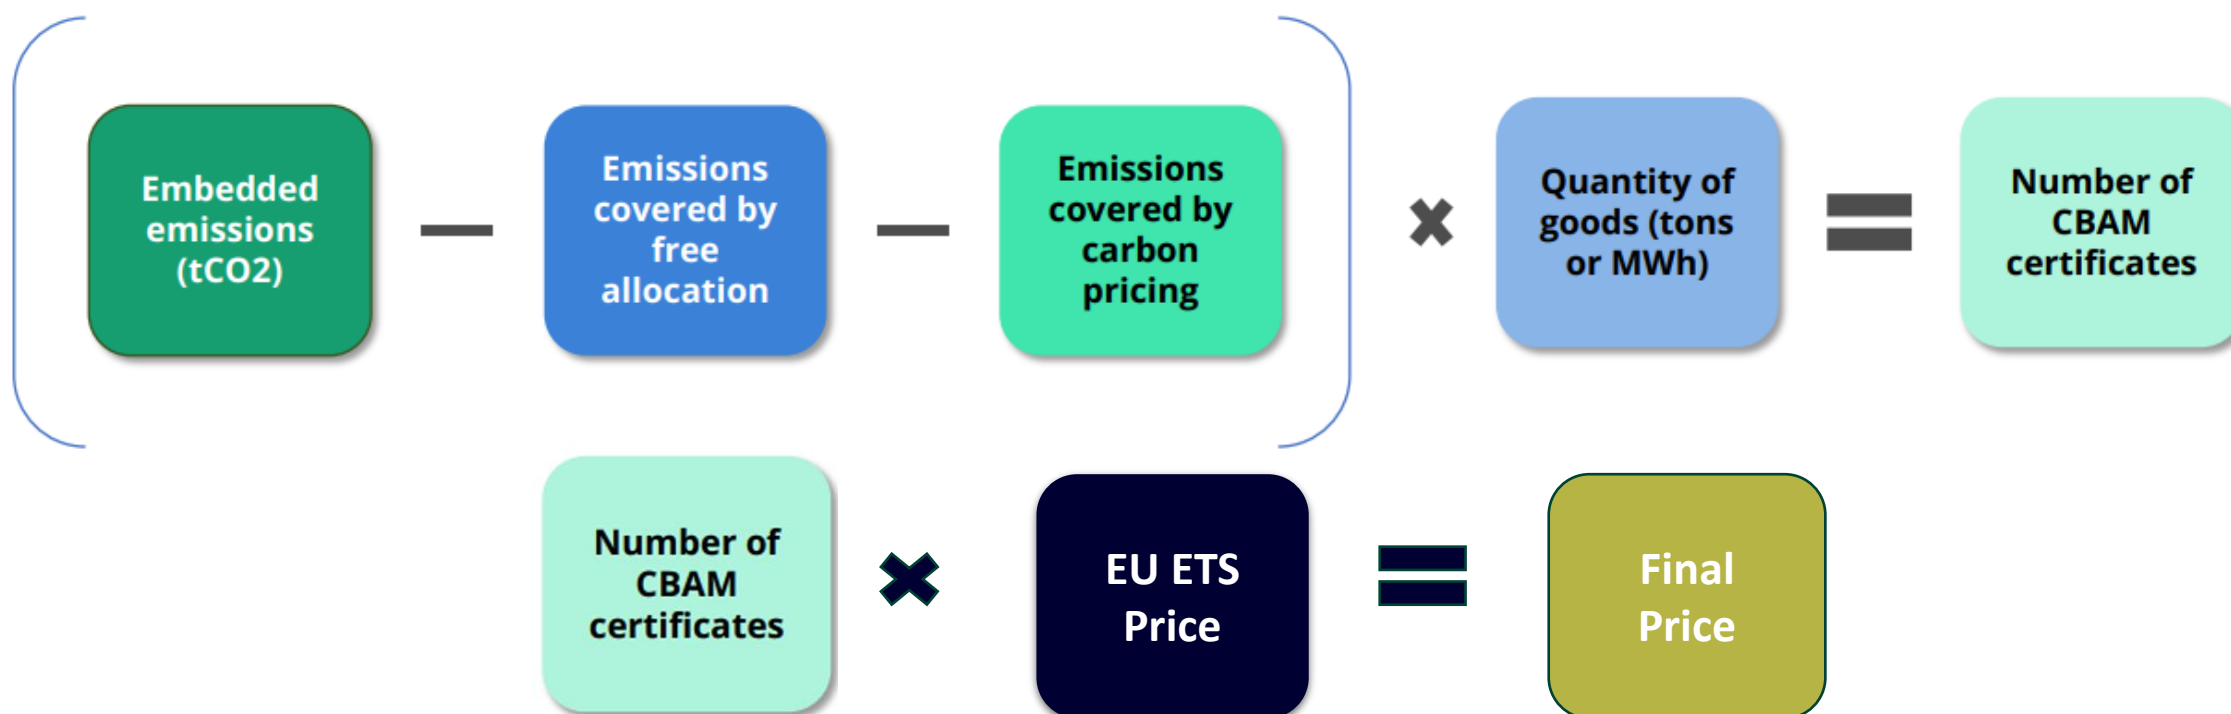 Embedded
emissions
(tCO2)
Emissions
covered by
free
allocation
Emissions
covered by
carbon
pricing
Quantity of
goods (tons
or MWh)
Number of
CBAM
certificates
Number of
CBAM
certificates
EU ETS
Price
Final
Price